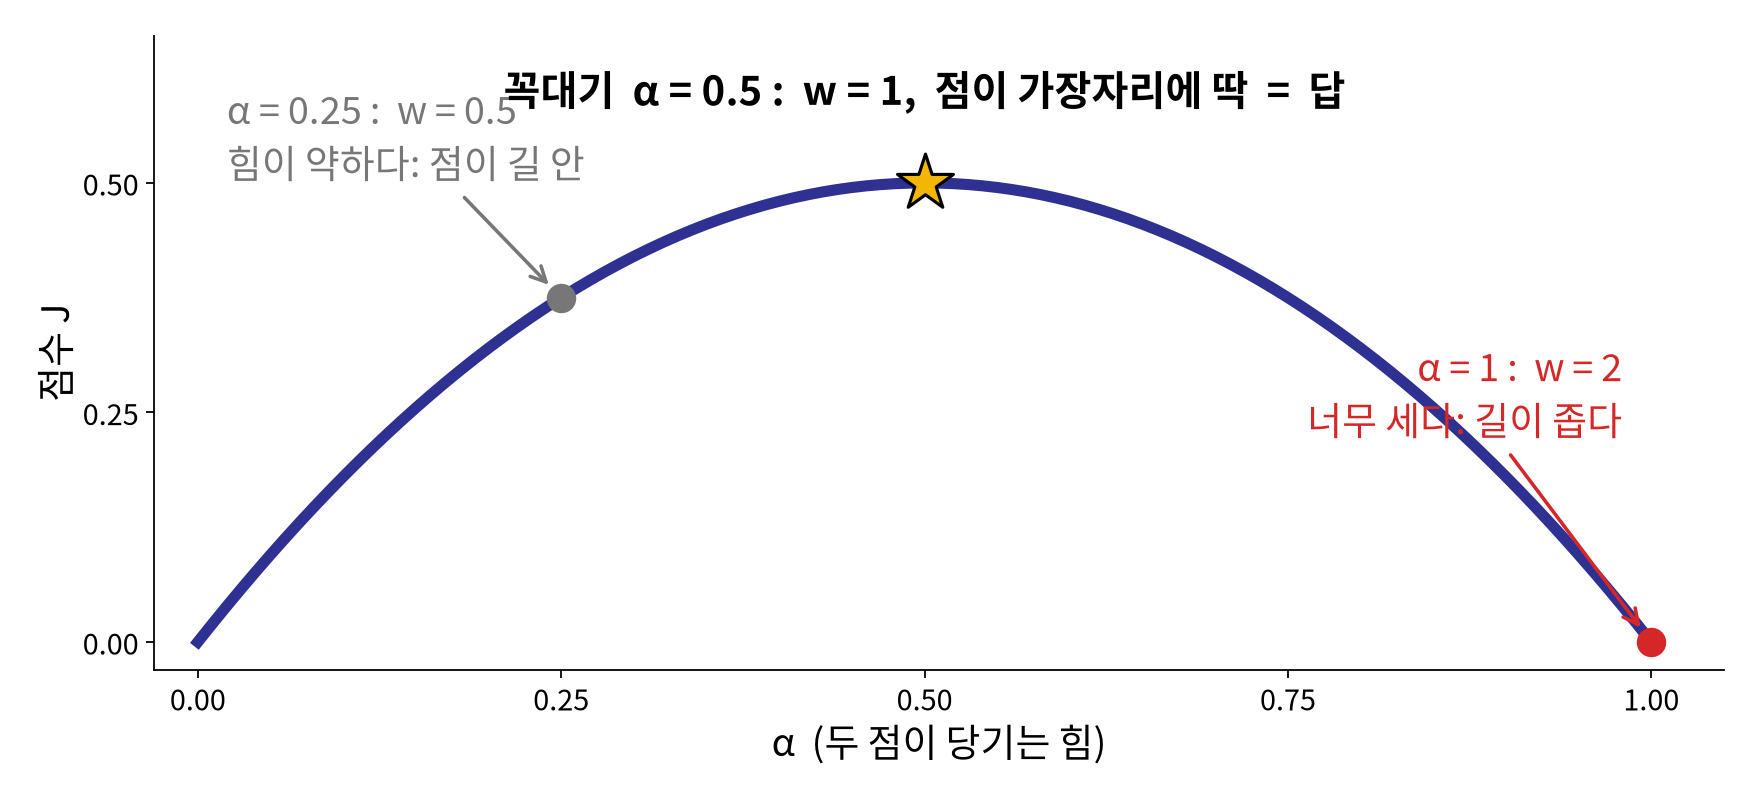 꼭대기 α = 0.5 : w = 1, 점이 가장자리에 딱 = 답
α = 0.25 : w = 0.5
힘이 약하다: 점이 길 안
α = 1 : w = 2
너무 세다: 길이 좁다
점수 J
0.50
0.25
0.00
0.00
0.25
0.50
0.75
1.00
α (두 점이 당기는 힘)